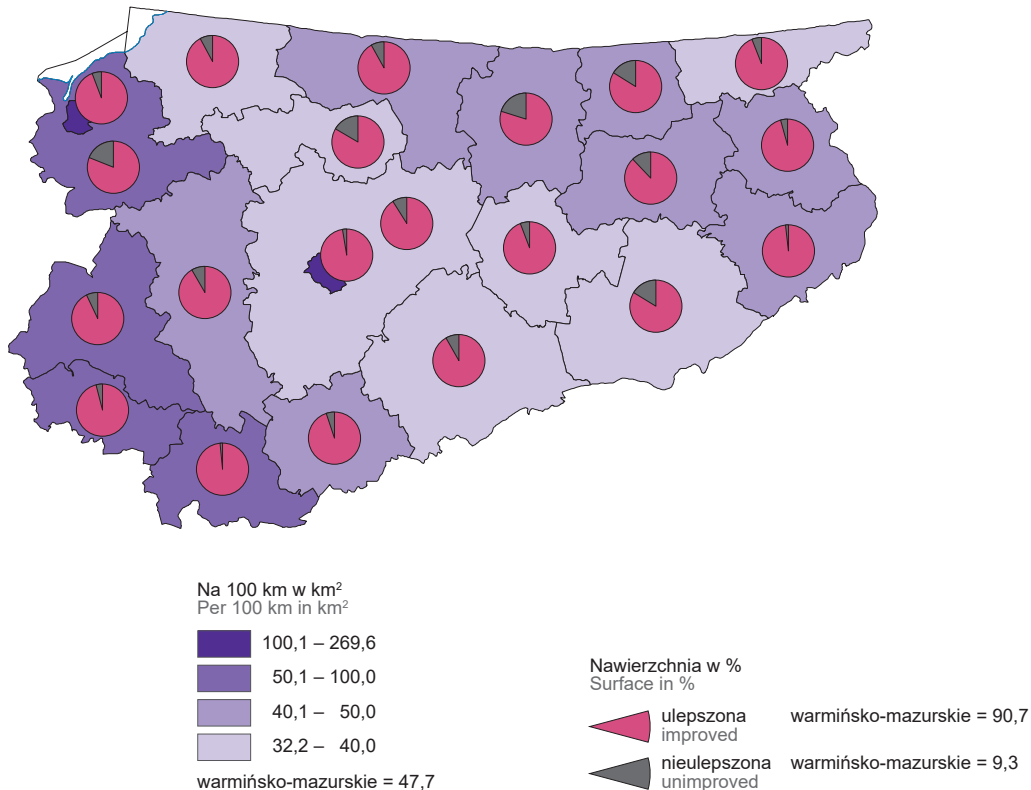 Na 100 km w km²
Per 100 km in km²
100,1 – 269,6
50,1 – 100,0
40,1 – 50,0
32,2 – 40,0
warmińsko-mazurskie = 47,7
Nawierzchnia w %
Surface in %
ulepszona warmińsko-mazurskie = 90,7
improved
nieulepszona warmińsko-mazurskie = 9,3
unimproved